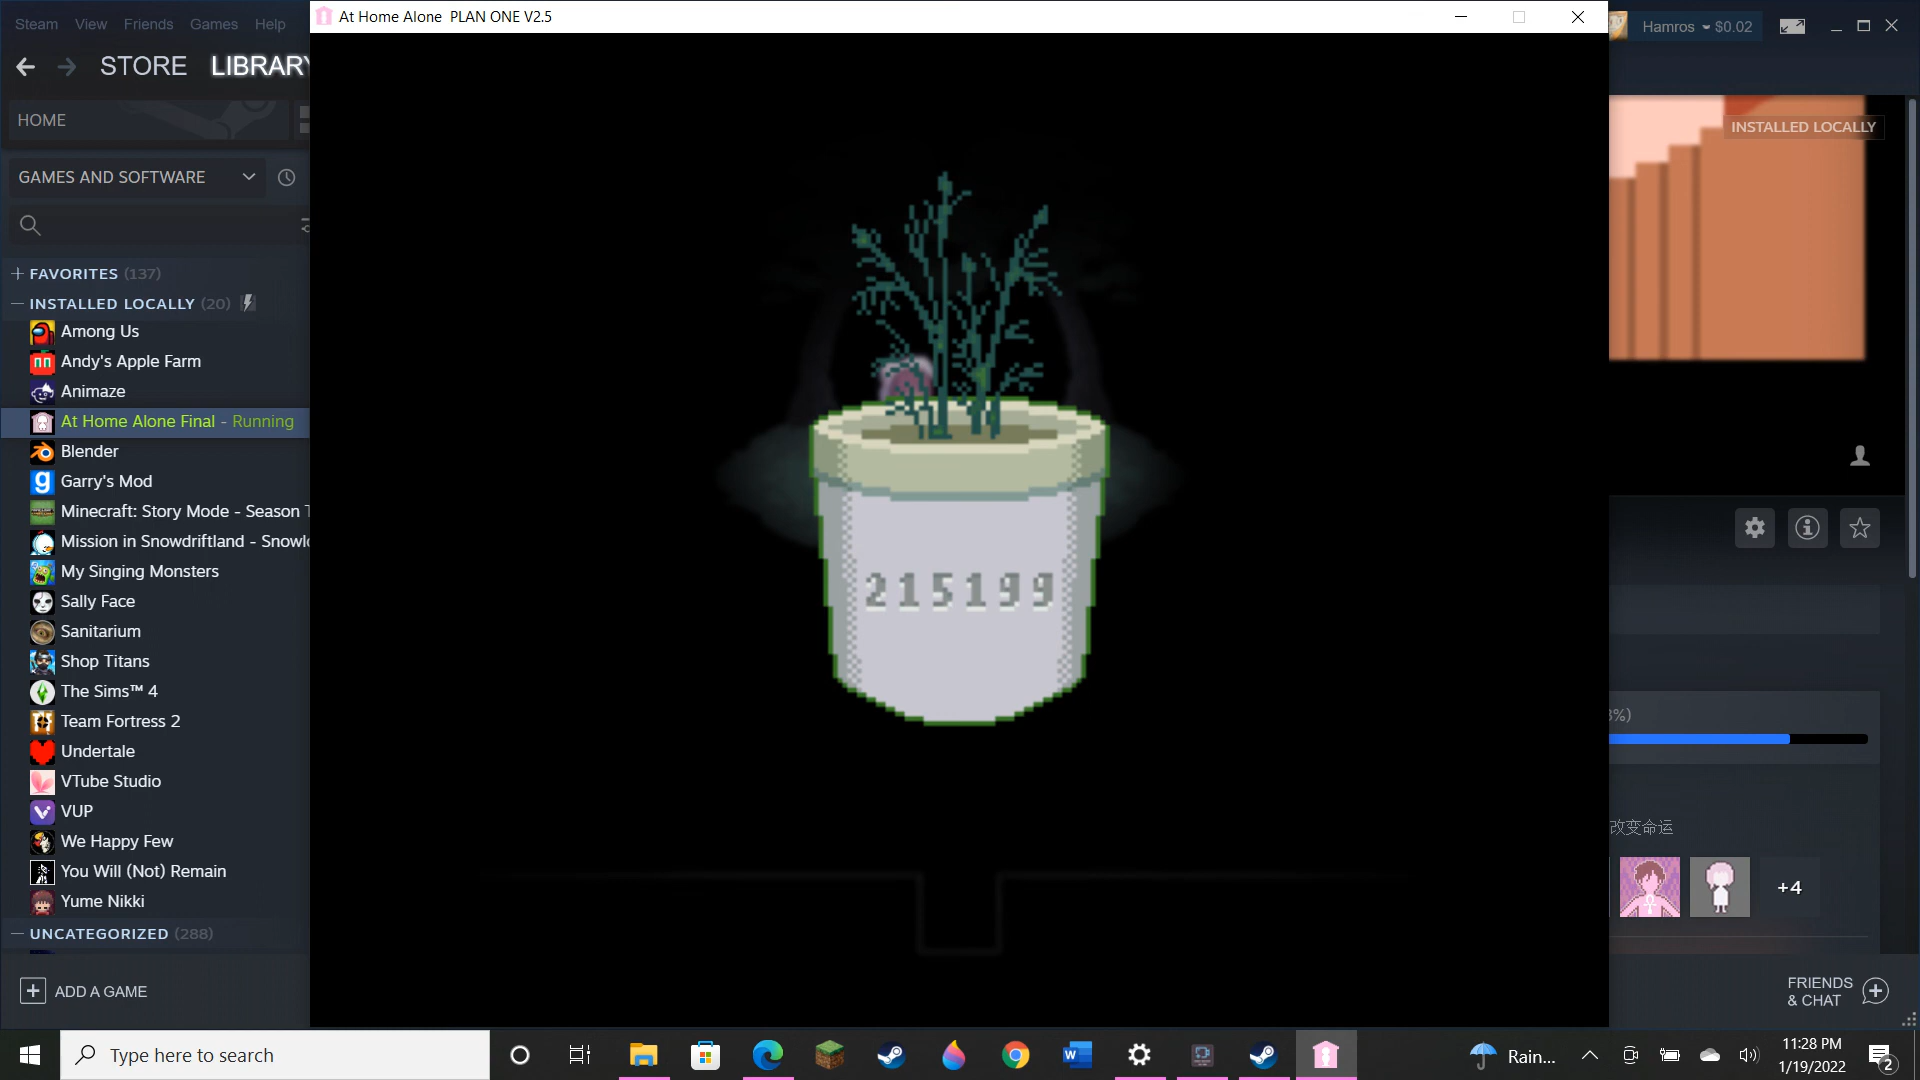 At Home Alone  PLAN ONE V2.5
Steam View Friends Games Help
Hamros $0.02
STORE LIBRARY
HOME
INSTALLED LOCALLY
GAMES AND SOFTWARE
FAVORITES (137)
INSTALLED LOCALLY (20)
Among Us
Andy's Apple Farm
Animaze
At Home Alone Final - Running
Blender
Garry's Mod
Minecraft: Story Mode - Season
Mission in Snowdriftland - Snowl
My Singing Monsters
Sally Face
Sanitarium
Shop Titans
The Sims™ 4
Team Fortress 2
Undertale
VTube Studio
VUP
We Happy Few
You Will (Not) Remain
Yume Nikki
UNCATEGORIZED (288)
ADD A GAME
215199
%)
改变命运
+4
FRIENDS
& CHAT
Type here to search
Rain...
11:28 PM
1/19/2022
2